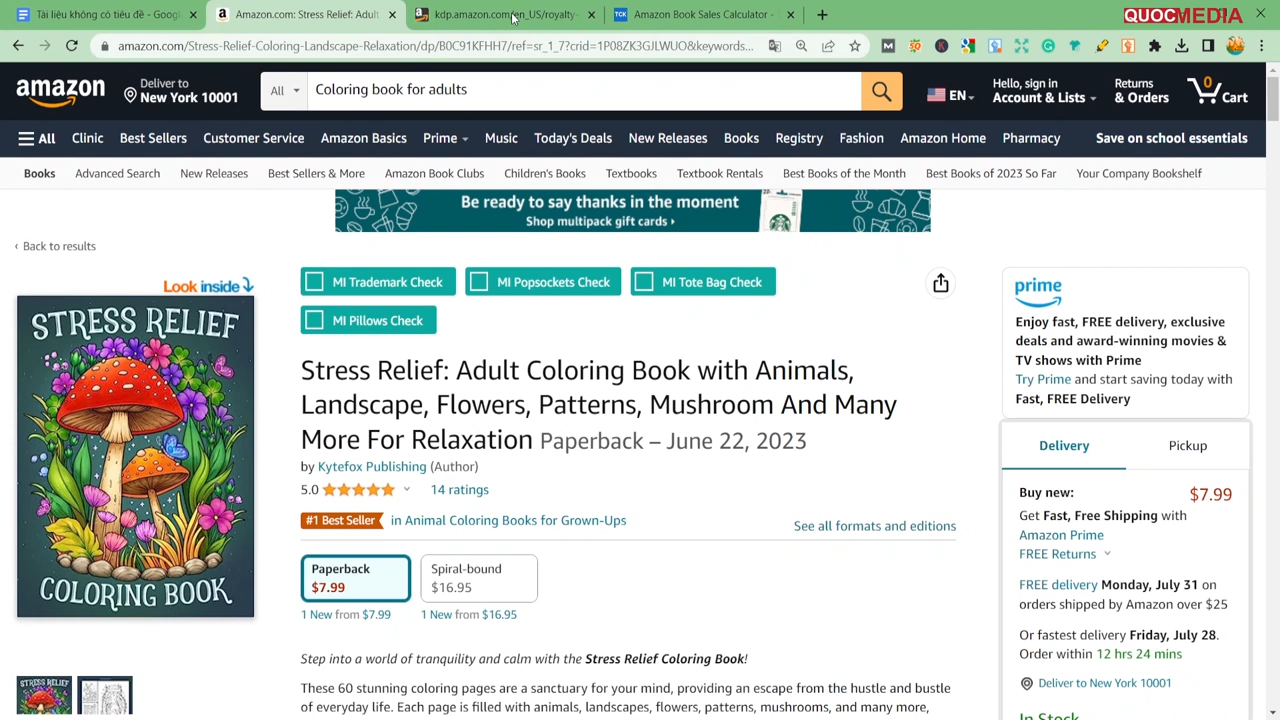 Tài liệu không có tiêu đề - Googl
Amazon.com: Stress Relief: Adult
kdp.amazon.com/en_US/royalty-
TCK
Amazon Book Sales Calculator -
QUOCMEDIA
amazon.com/Stress-Relief-Coloring-Landscape-Relaxation/dp/B0C91KFHH7/ref=sr_1_7?crid=1P08ZK3GJLWUO&keywords...
amazon
Deliver to
New York 10001
All
Coloring book for adults
EN
Hello, sign in
Account & Lists
Returns
& Orders
0
Cart
All
Clinic
Best Sellers
Customer Service
Amazon Basics
Prime
Music
Today's Deals
New Releases
Books
Registry
Fashion
Amazon Home
Pharmacy
Save on school essentials
Books
Advanced Search
New Releases
Best Sellers & More
Amazon Book Clubs
Children's Books
Textbooks
Textbook Rentals
Best Books of the Month
Best Books of 2023 So Far
Your Company Bookshelf
Be ready to say thanks in the moment
Shop multipack gift cards ›
‹ Back to results
Look inside
STRESS RELIEF
COLORING BOOK
STRESS RELIEF
MI Trademark Check
MI Popsockets Check
MI Tote Bag Check
MI Pillows Check
Stress Relief: Adult Coloring Book with Animals,
Landscape, Flowers, Patterns, Mushroom And Many
More For Relaxation Paperback – June 22, 2023
by Kytefox Publishing (Author)
5.0
14 ratings
#1 Best Seller in Animal Coloring Books for Grown-Ups
See all formats and editions
Paperback
$7.99
1 New from $7.99
Spiral-bound
$16.95
1 New from $16.95
Step into a world of tranquility and calm with the Stress Relief Coloring Book!
These 60 stunning coloring pages are a sanctuary for your mind, providing an escape from the hustle and bustle
of everyday life. Each page is filled with animals, landscapes, flowers, patterns, mushrooms, and many more,
prime
Enjoy fast, FREE delivery, exclusive
deals and award-winning movies &
TV shows with Prime
Try Prime and start saving today with
Fast, FREE Delivery
Delivery
Pickup
Buy new:
$7.99
Get Fast, Free Shipping with
Amazon Prime
FREE Returns
FREE delivery Monday, July 31 on
orders shipped by Amazon over $25
Or fastest delivery Friday, July 28.
Order within 12 hrs 24 mins
Deliver to New York 10001
In Stock